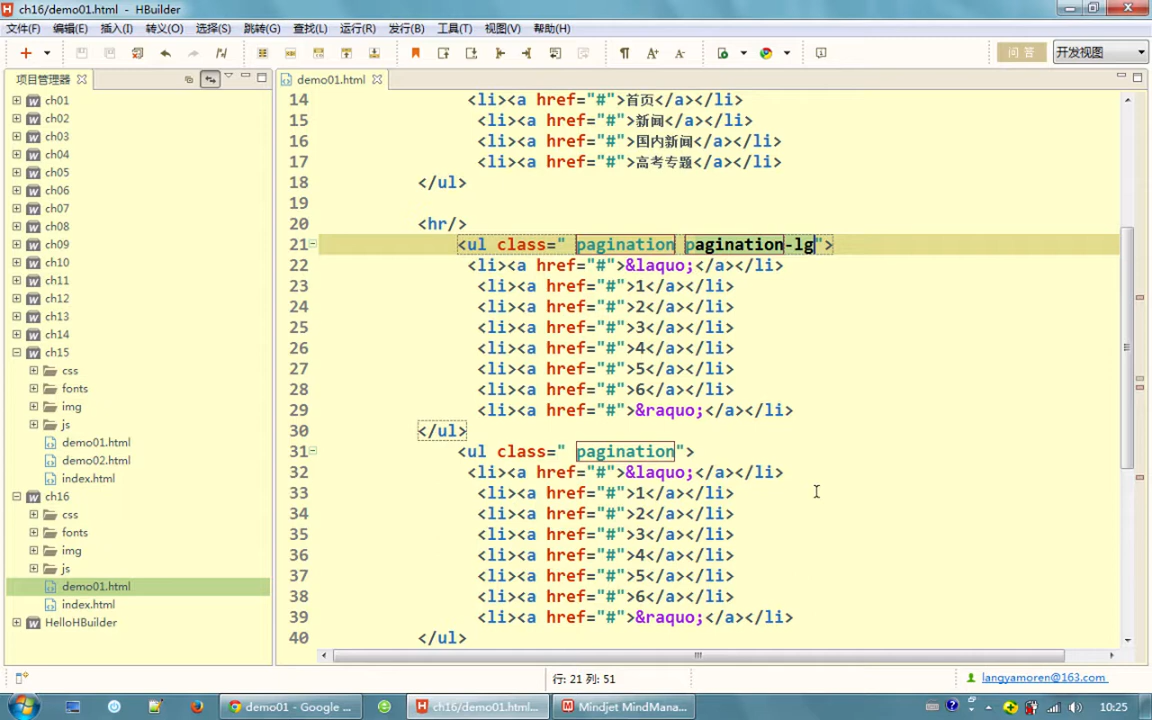 ch16/demo01.html - HBuilder
文件(F) 编辑(E) 插入(I) 转义(O) 选择(S) 跳转(G) 查找(L) 运行(R) 发行(B) 工具(T) 视图(V) 帮助(H)
问 答 开发视图
项目管理器
demo01.html
ch01
ch02
ch03
ch04
ch05
ch06
ch07
ch08
ch09
ch10
ch11
ch12
ch13
ch14
ch15
css
fonts
img
js
demo01.html
demo02.html
index.html
ch16
css
fonts
img
js
demo01.html
index.html
HelloHBuilder
14 <li><a href="#">首页</a></li>
15 <li><a href="#">新闻</a></li>
16 <li><a href="#">国内新闻</a></li>
17 <li><a href="#">高考专题</a></li>
18 </ul>
19
20 <hr/>
21 <ul class=" pagination pagination-lg">
22 <li><a href="#">&laquo;</a></li>
23 <li><a href="#">1</a></li>
24 <li><a href="#">2</a></li>
25 <li><a href="#">3</a></li>
26 <li><a href="#">4</a></li>
27 <li><a href="#">5</a></li>
28 <li><a href="#">6</a></li>
29 <li><a href="#">&raquo;</a></li>
30 </ul>
31 <ul class=" pagination">
32 <li><a href="#">&laquo;</a></li>
33 <li><a href="#">1</a></li>
34 <li><a href="#">2</a></li>
35 <li><a href="#">3</a></li>
36 <li><a href="#">4</a></li>
37 <li><a href="#">5</a></li>
38 <li><a href="#">6</a></li>
39 <li><a href="#">&raquo;</a></li>
40 </ul>
行: 21 列: 51
langyamoren@163.com
demo01 - Google ...
ch16/demo01.html...
Mindjet MindMana...
10:25